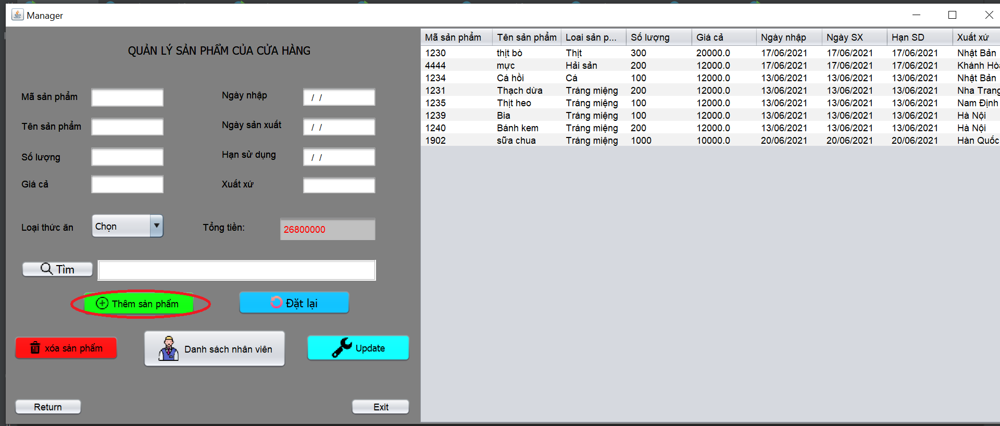 Manager
QUẢN LÝ SẢN PHẨM CỦA CỬA HÀNG
Mã sản phẩm
Ngày nhập / /
Tên sản phẩm
Ngày sản xuất / /
Số lượng
Hạn sử dụng / /
Giá cả
Xuất xứ
Loại thức ăn Chọn
Tổng tiền: 26800000
Tìm
Thêm sản phẩm
Đặt lại
xóa sản phẩm
Danh sách nhân viên
Update
Return
Exit
Mã sản phẩm Tên sản phẩm Loai sản p... Số lượng Giá cả Ngày nhập Ngày SX Hạn SD Xuất xứ
1230 thịt bò Thịt 300 20000.0 17/06/2021 17/06/2021 17/06/2021 Nhật Bản
4444 mực Hải sản 200 12000.0 17/06/2021 17/06/2021 17/06/2021 Khánh Hòa
1234 Cá hồi Cá 100 12000.0 13/06/2021 13/06/2021 13/06/2021 Nhật Bản
1231 Thạch dừa Tráng miệng 200 12000.0 13/06/2021 13/06/2021 13/06/2021 Nha Trang
1235 Thịt heo Tráng miệng 100 12000.0 13/06/2021 13/06/2021 13/06/2021 Nam Định
1239 Bia Tráng miệng 100 12000.0 13/06/2021 13/06/2021 13/06/2021 Hà Nội
1240 Bánh kem Tráng miệng 200 12000.0 13/06/2021 13/06/2021 13/06/2021 Hà Nội
1902 sữa chua Tráng miệng 1000 10000.0 20/06/2021 20/06/2021 20/06/2021 Hàn Quốc